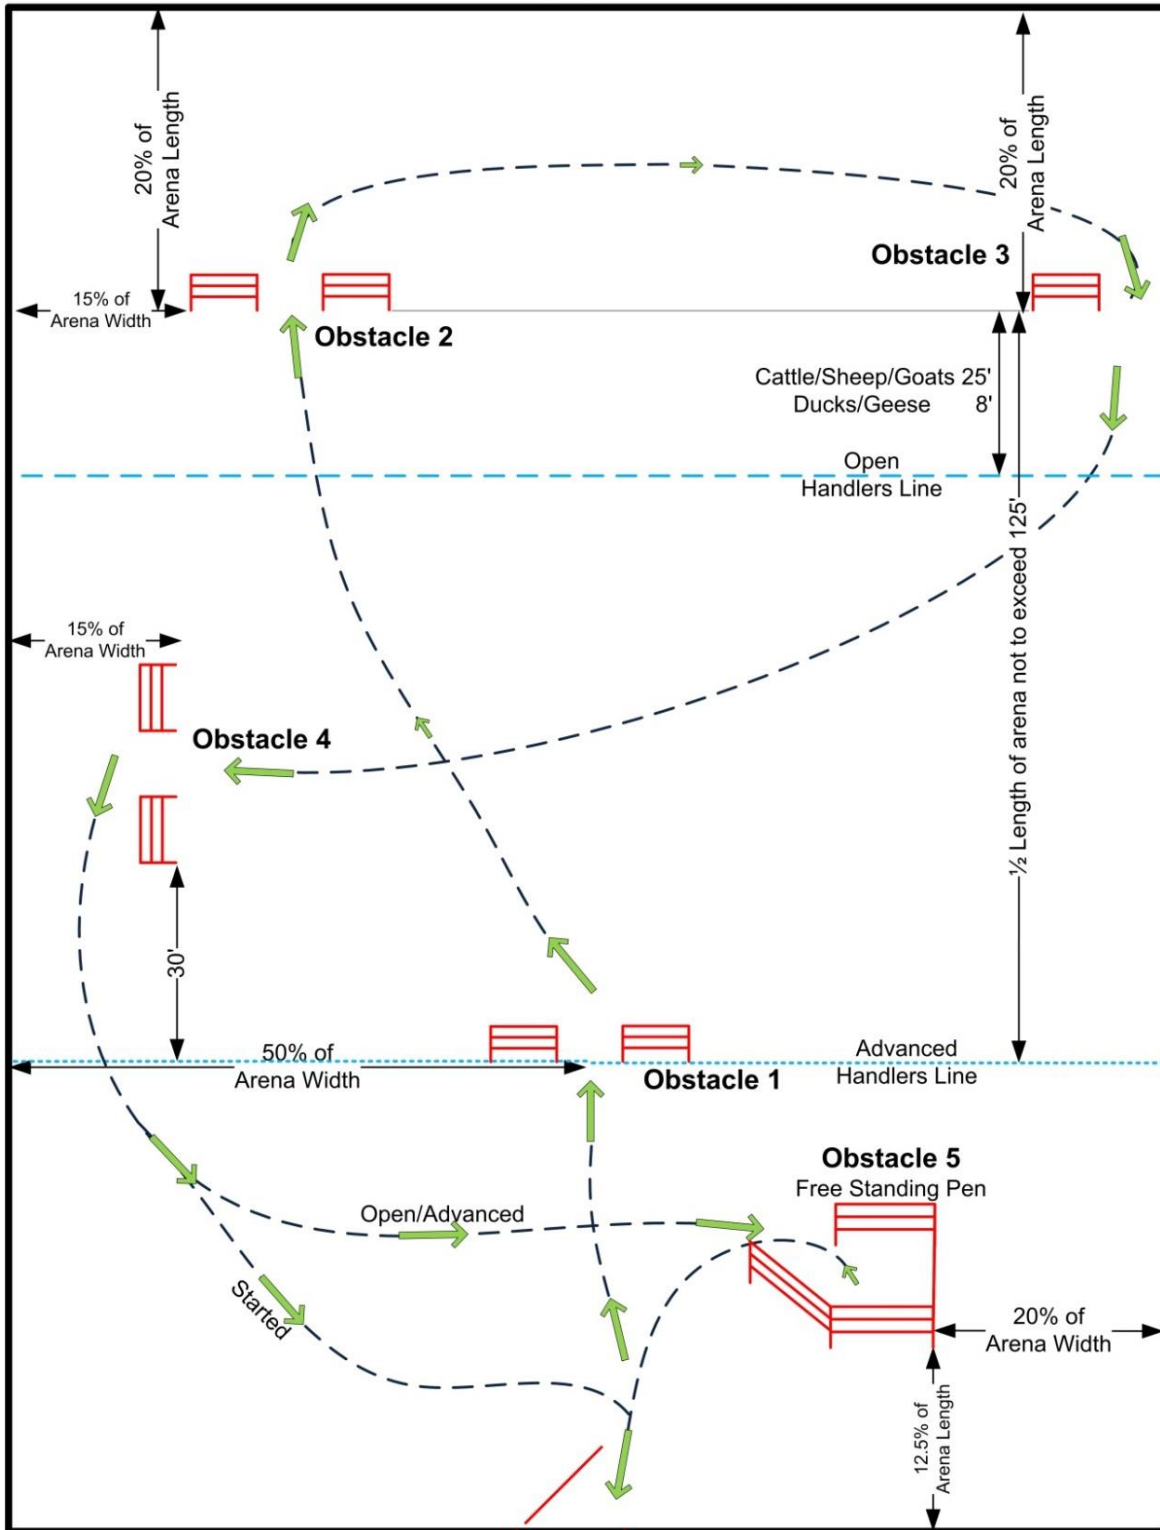 20% of
Arena Length
20% of
Arena Length
Obstacle 3
15% of
Arena Width
Obstacle 2
Cattle/Sheep/Goats 25'
Ducks/Geese 8'
Open
Handlers Line
½ Length of arena not to exceed 125'
15% of
Arena Width
Obstacle 4
30'
50% of
Arena Width
Advanced
Handlers Line
Obstacle 1
Obstacle 5
Free Standing Pen
Open/Advanced
Started
20% of
Arena Width
12.5% of
Arena Length